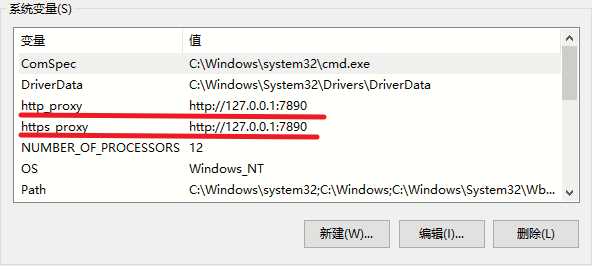 系统变量(S)
变量 值
ComSpec C:\Windows\system32\cmd.exe
DriverData C:\Windows\System32\Drivers\DriverData
http_proxy http://127.0.0.1:7890
https_proxy http://127.0.0.1:7890
NUMBER_OF_PROCESSORS 12
OS Windows_NT
Path C:\Windows\system32;C:\Windows;C:\Windows\System32\Wb...
新建(W)... 编辑(I)... 删除(L)